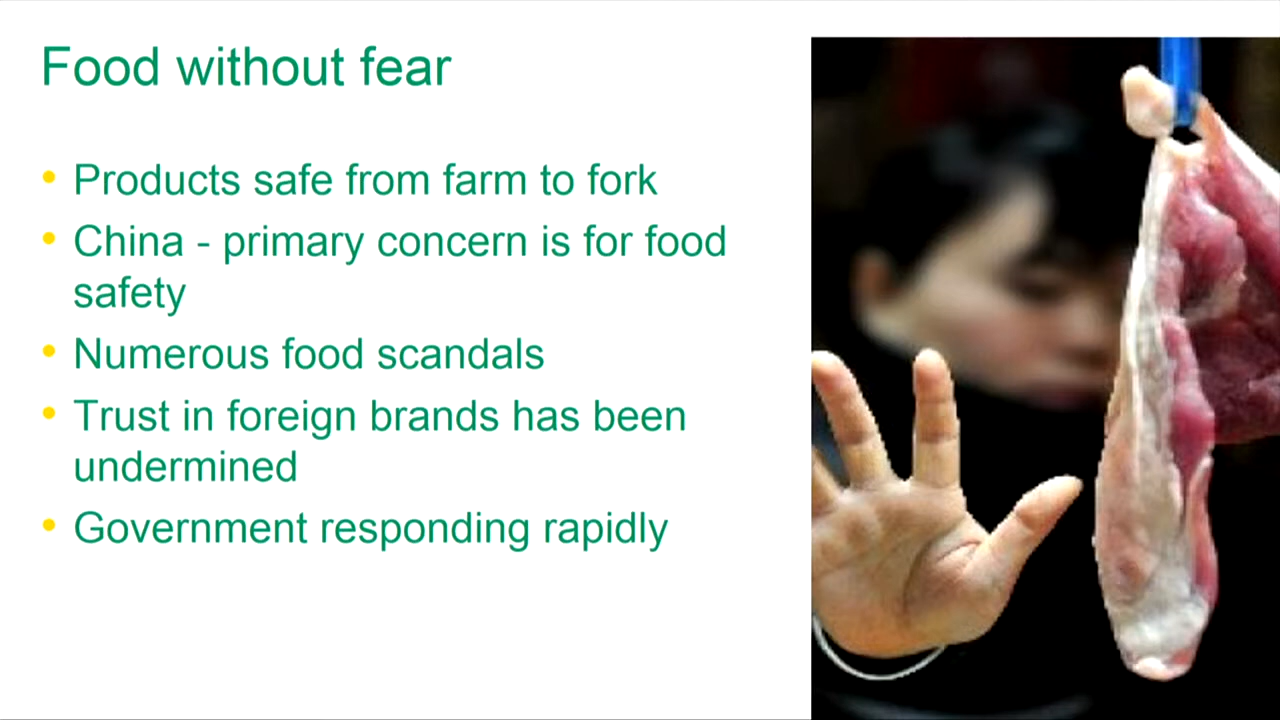 Food without fear
• Products safe from farm to fork
• China - primary concern is for food
safety
• Numerous food scandals
• Trust in foreign brands has been
undermined
• Government responding rapidly